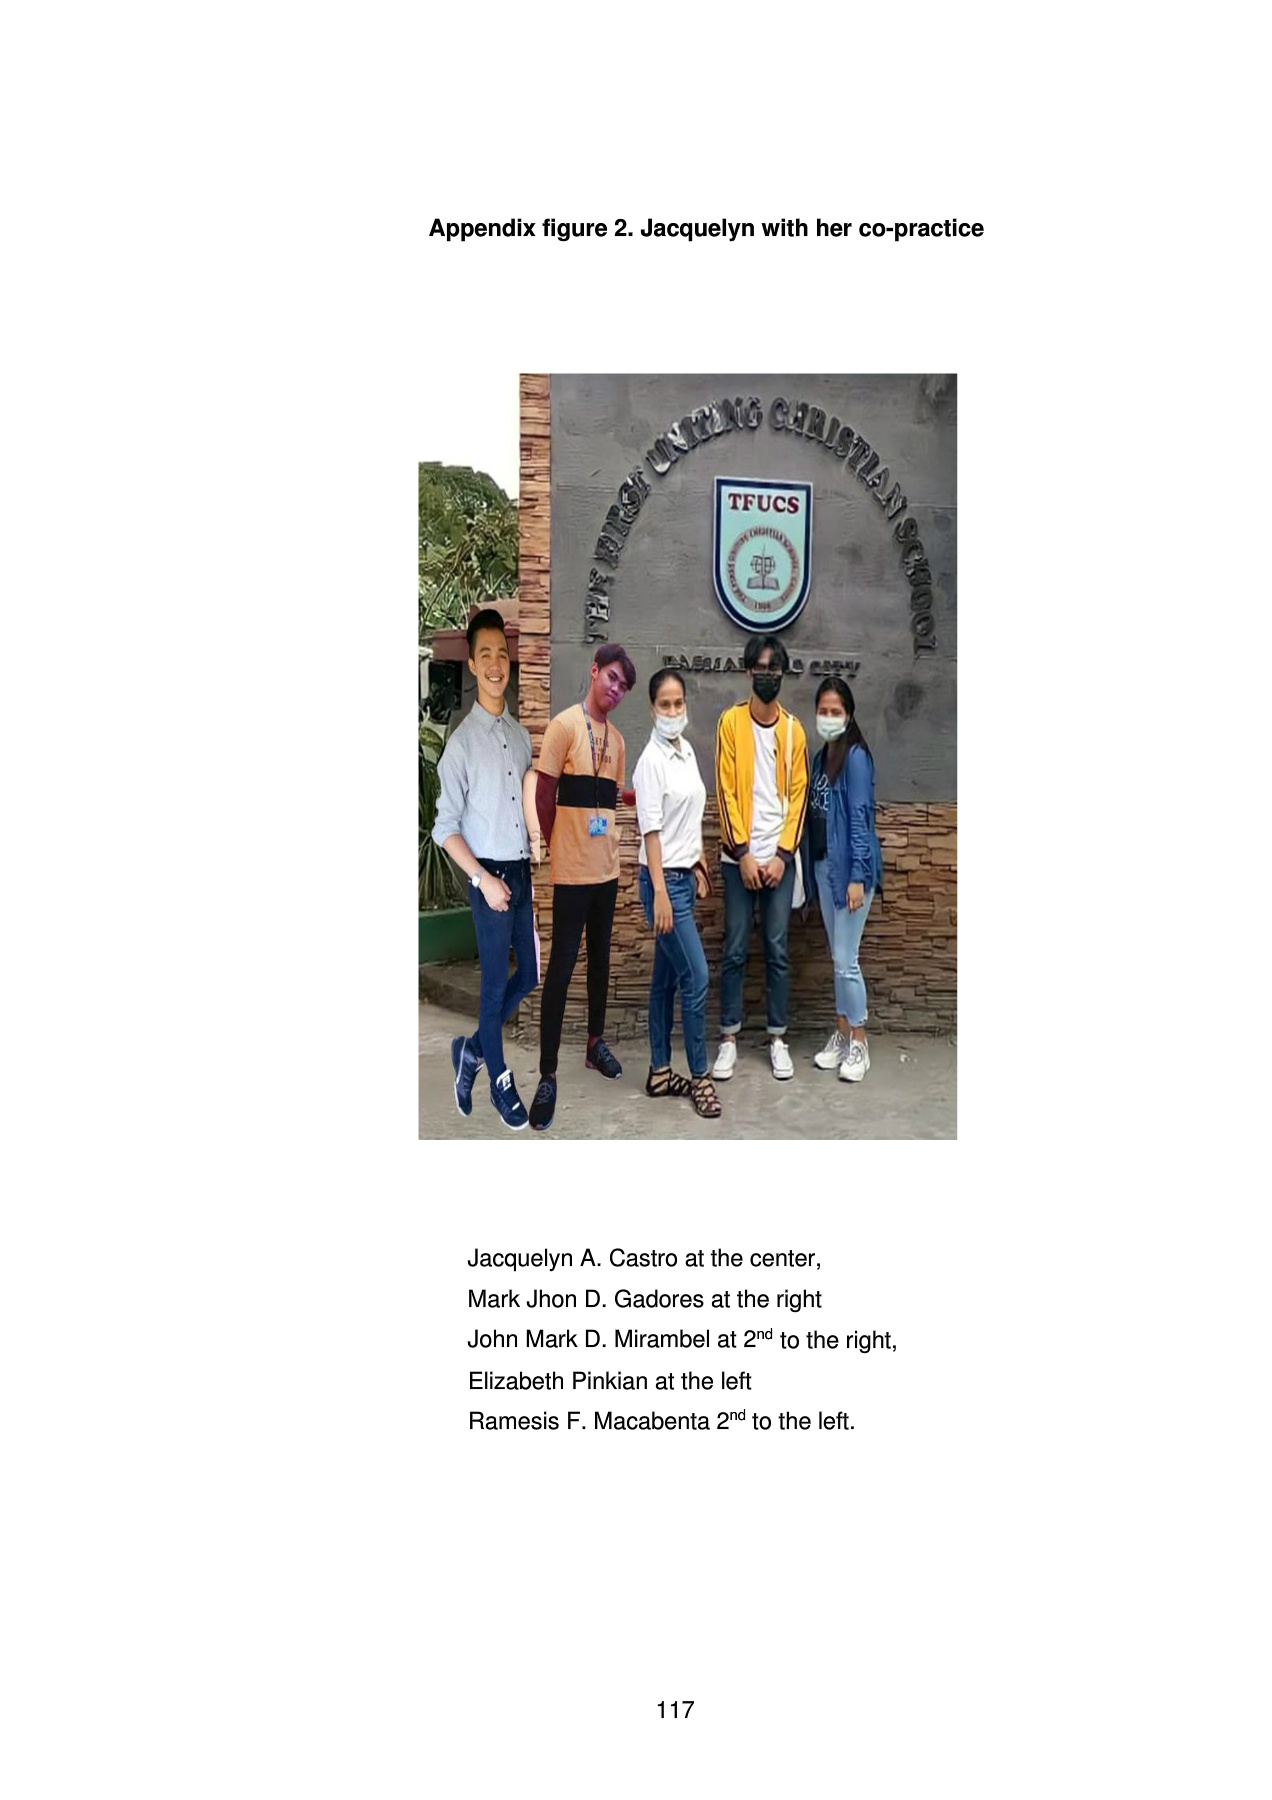 Appendix figure 2. Jacquelyn with her co-practice
THE FIRST UNITING CHRISTIAN SCHOOL
TFUCS
CITY
Jacquelyn A. Castro at the center,
Mark Jhon D. Gadores at the right
John Mark D. Mirambel at 2nd to the right,
Elizabeth Pinkian at the left
Ramesis F. Macabenta 2nd to the left.
117